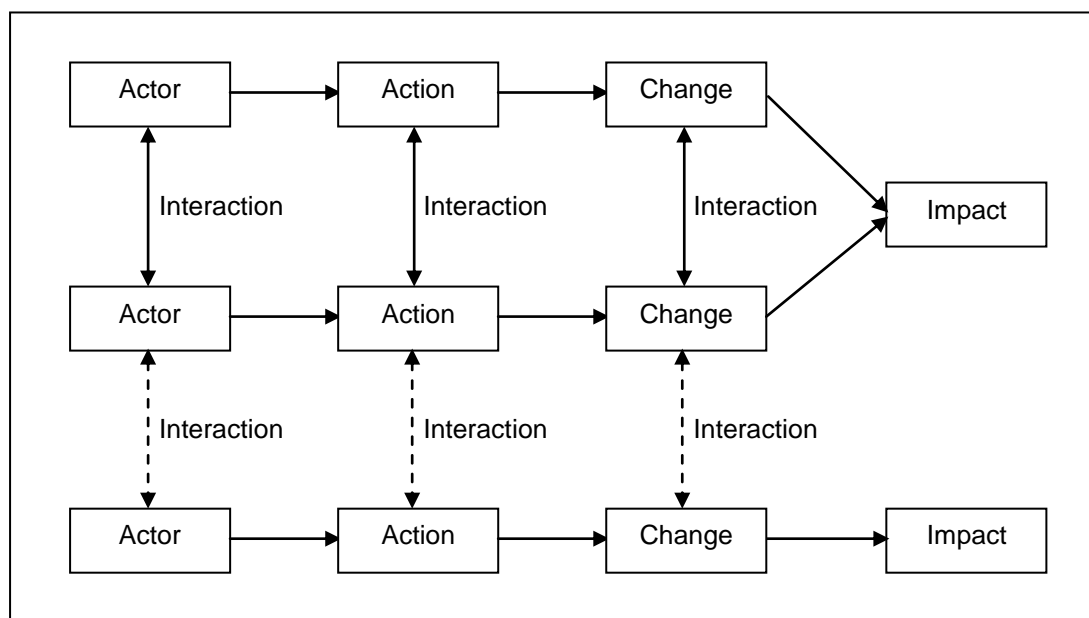 Actor Action Change
Interaction Interaction Interaction Impact
Actor Action Change
Interaction Interaction Interaction
Actor Action Change Impact